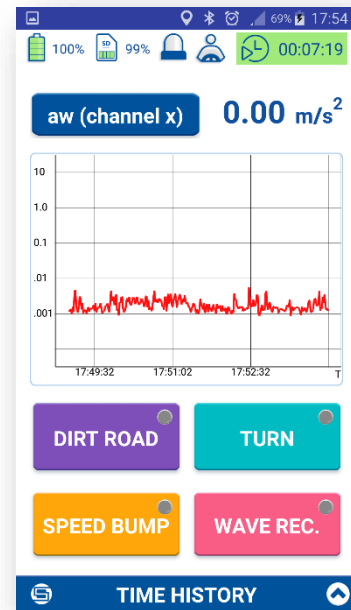 69% 17:54
100% SD 99% 00:07:19
aw (channel x) 0.00 m/s²
10
1.0
0.1
.01
.001
17:49:32 17:51:02 17:52:32 T
DIRT ROAD TURN
SPEED BUMP WAVE REC.
TIME HISTORY